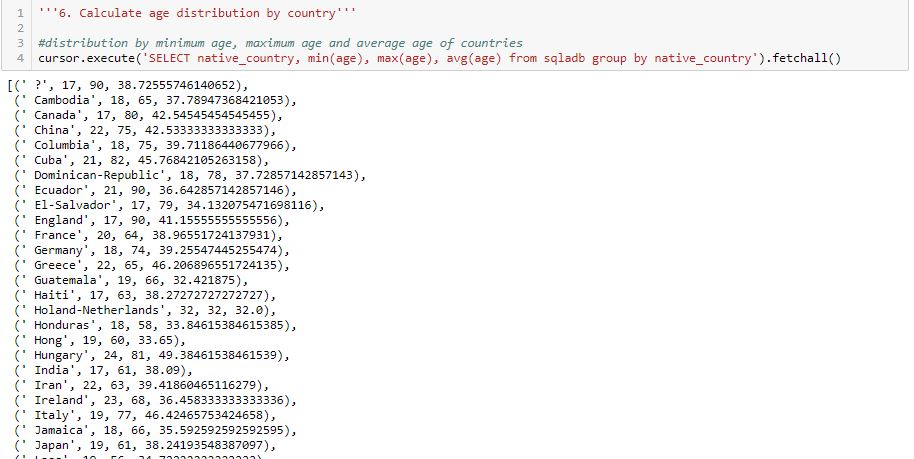 1 '''6. Calculate age distribution by country'''
2
3 #distribution by minimum age, maximum age and average age of countries
4 cursor.execute('SELECT native_country, min(age), max(age), avg(age) from sqladb group by native_country').fetchall()
[(' ?', 17, 90, 38.72555746140652),
(' Cambodia', 18, 65, 37.78947368421053),
(' Canada', 17, 80, 42.54545454545455),
(' China', 22, 75, 42.53333333333333),
(' Columbia', 18, 75, 39.71186440677966),
(' Cuba', 21, 82, 45.76842105263158),
(' Dominican-Republic', 18, 78, 37.72857142857143),
(' Ecuador', 21, 90, 36.642857142857146),
(' El-Salvador', 17, 79, 34.132075471698116),
(' England', 17, 90, 41.15555555555556),
(' France', 20, 64, 38.96551724137931),
(' Germany', 18, 74, 39.25547445255474),
(' Greece', 22, 65, 46.206896551724135),
(' Guatemala', 19, 66, 32.421875),
(' Haiti', 17, 63, 38.27272727272727),
(' Holand-Netherlands', 32, 32, 32.0),
(' Honduras', 18, 58, 33.84615384615385),
(' Hong', 19, 60, 33.65),
(' Hungary', 24, 81, 49.38461538461539),
(' India', 17, 61, 38.09),
(' Iran', 22, 63, 39.41860465116279),
(' Ireland', 23, 68, 36.458333333333336),
(' Italy', 19, 77, 46.42465753424658),
(' Jamaica', 18, 66, 35.592592592592595),
(' Japan', 19, 61, 38.24193548387097),